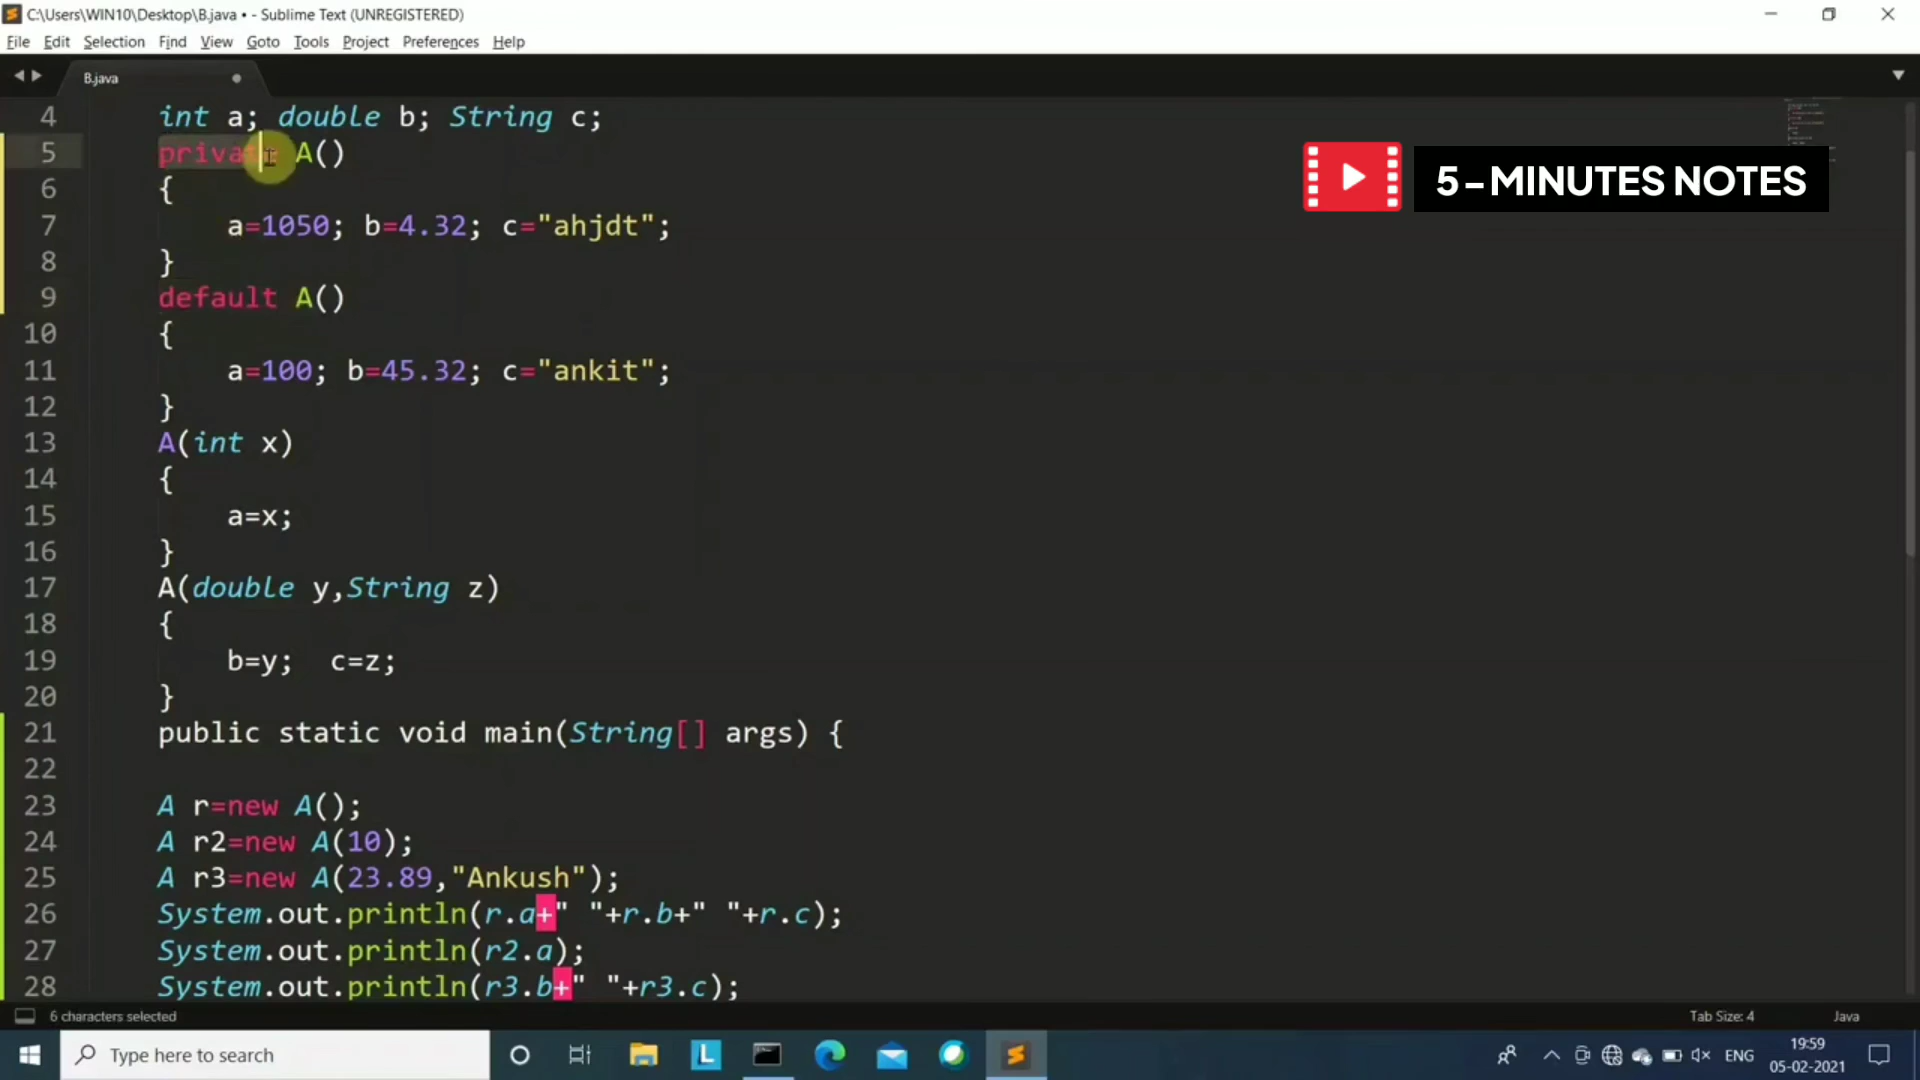 C:\Users\WIN10\Desktop\B.java • - Sublime Text (UNREGISTERED)
File Edit Selection Find View Goto Tools Project Preferences Help
B.java
4 int a; double b; String c;
5 private A()
6 {
7 a=1050; b=4.32; c="ahjdt";
8 }
9 default A()
10 {
11 a=100; b=45.32; c="ankit";
12 }
13 A(int x)
14 {
15 a=x;
16 }
17 A(double y,String z)
18 {
19 b=y; c=z;
20 }
21 public static void main(String[] args) {
22
23 A r=new A();
24 A r2=new A(10);
25 A r3=new A(23.89,"Ankush");
26 System.out.println(r.a+" "+r.b+" "+r.c);
27 System.out.println(r2.a);
28 System.out.println(r3.b+" "+r3.c);
5-MINUTES NOTES
6 characters selected
Tab Size: 4
Java
Type here to search
L
ENG
19:59
05-02-2021